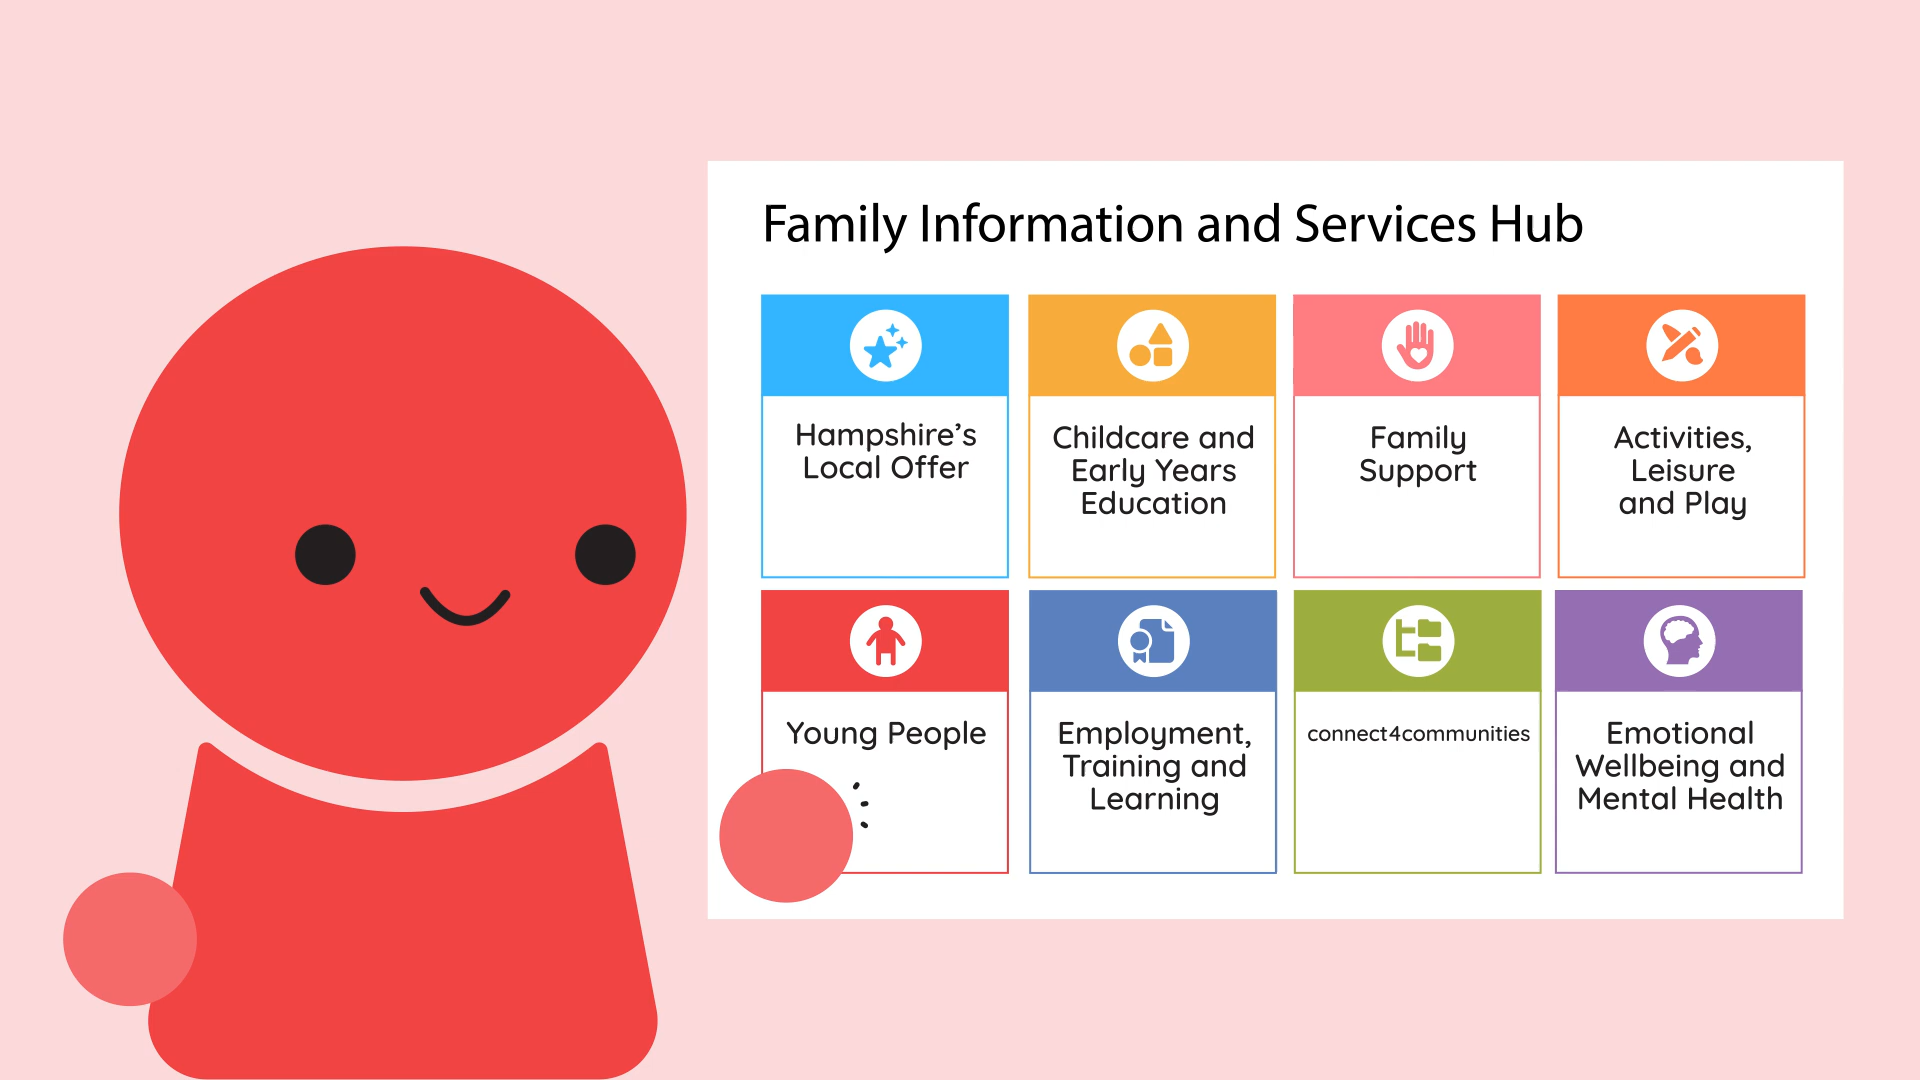 Family Information and Services Hub
Hampshire’s
Local Offer
Childcare and
Early Years
Education
Family
Support
Activities,
Leisure
and Play
Young People
Employment,
Training and
Learning
connect4communities
Emotional
Wellbeing and
Mental Health